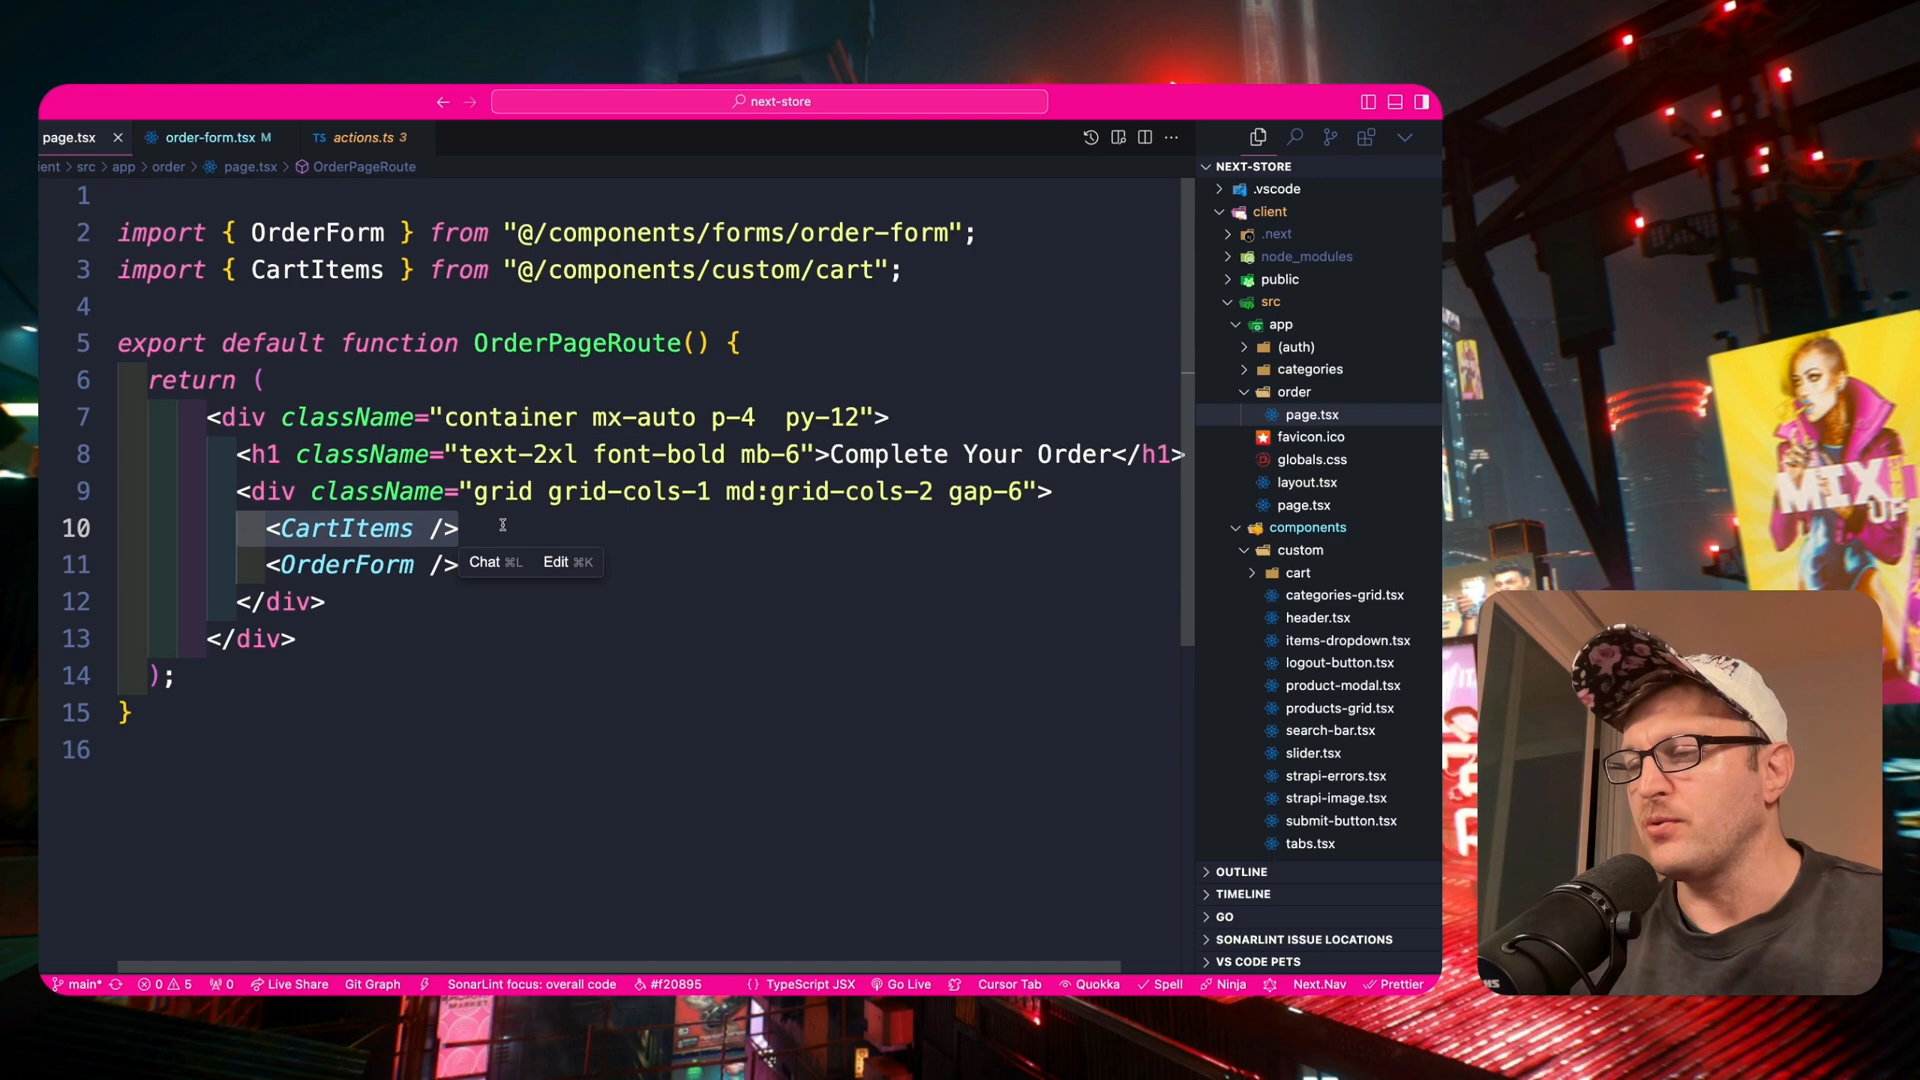 next-store
page.tsx
order-form.tsx M
TS actions.ts 3
ient > src > app > order > page.tsx > OrderPageRoute
1
2 import { OrderForm } from "@/components/forms/order-form";
3 import { CartItems } from "@/components/custom/cart";
4
5 export default function OrderPageRoute() {
6 return (
7 <div className="container mx-auto p-4  py-12">
8 <h1 className="text-2xl font-bold mb-6">Complete Your Order</h1>
9 <div className="grid grid-cols-1 md:grid-cols-2 gap-6">
10 <CartItems />
11 <OrderForm />
Chat ⌘L Edit ⌘K
12 </div>
13 </div>
14 );
15 }
16
NEXT-STORE
.vscode
client
.next
node_modules
public
src
app
(auth)
categories
order
page.tsx
favicon.ico
globals.css
layout.tsx
page.tsx
components
custom
cart
categories-grid.tsx
header.tsx
items-dropdown.tsx
logout-button.tsx
product-modal.tsx
products-grid.tsx
search-bar.tsx
slider.tsx
strapi-errors.tsx
strapi-image.tsx
submit-button.tsx
tabs.tsx
OUTLINE
TIMELINE
GO
SONARLINT ISSUE LOCATIONS
VS CODE PETS
main* 0 5 0 Live Share Git Graph SonarLint focus: overall code #f20895 { } TypeScript JSX Go Live Cursor Tab Quokka Spell Ninja Next.Nav Prettier
MIX
UP